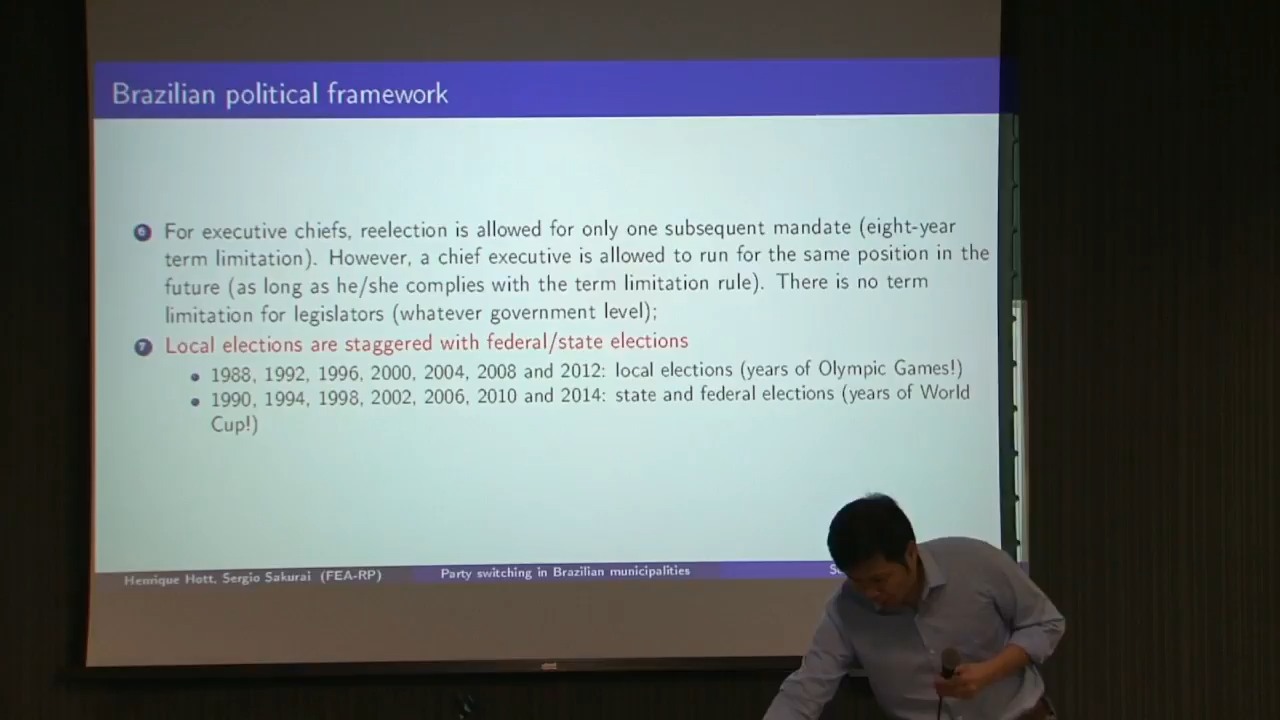 Brazilian political framework
6 For executive chiefs, reelection is allowed for only one subsequent mandate (eight-year
term limitation). However, a chief executive is allowed to run for the same position in the
future (as long as he/she complies with the term limitation rule). There is no term
limitation for legislators (whatever government level);
7 Local elections are staggered with federal/state elections
• 1988, 1992, 1996, 2000, 2004, 2008 and 2012: local elections (years of Olympic Games!)
• 1990, 1994, 1998, 2002, 2006, 2010 and 2014: state and federal elections (years of World
Cup!)
Henrique Hott, Sergio Sakurai (FEA-RP) Party switching in Brazilian municipalities